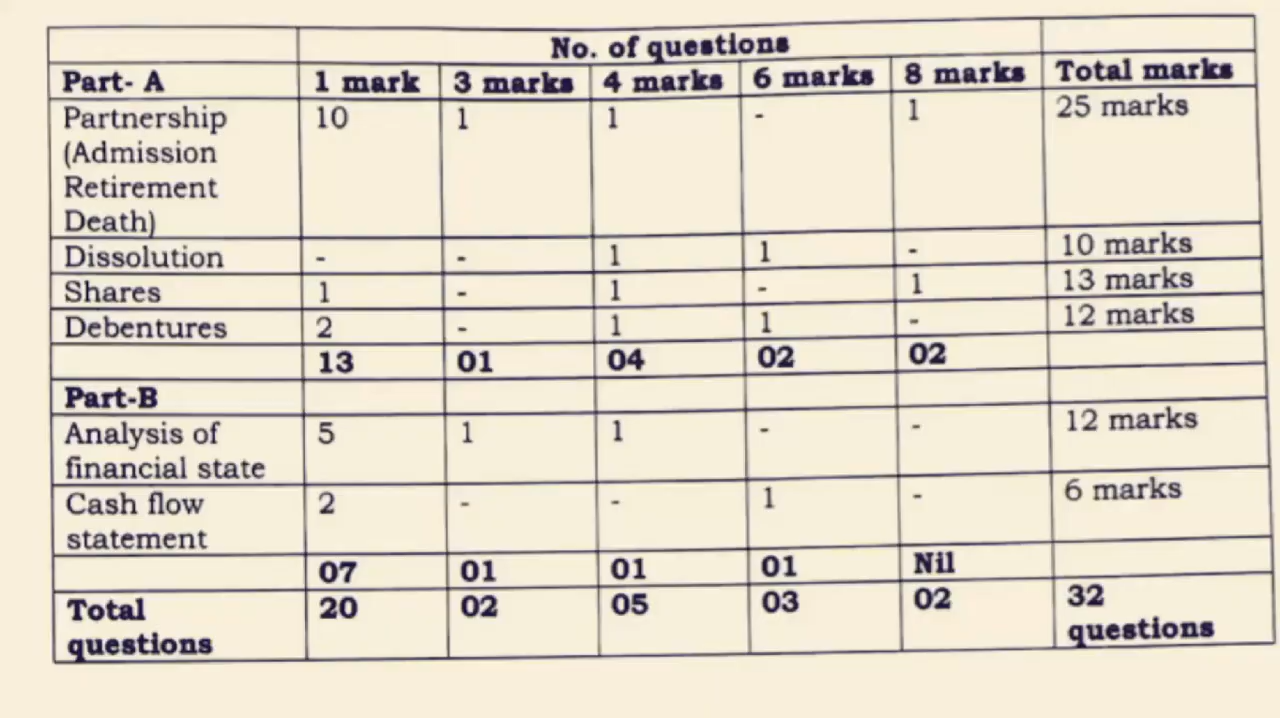 No. of questions
Part- A 1 mark 3 marks 4 marks 6 marks 8 marks Total marks
Partnership 10 1 1 - 1 25 marks
(Admission
Retirement
Death)
Dissolution - - 1 1 - 10 marks
Shares 1 - 1 - 1 13 marks
Debentures 2 - 1 1 - 12 marks
13 01 04 02 02
Part-B
Analysis of 5 1 1 - - 12 marks
financial state
Cash flow 2 - - 1 - 6 marks
statement
07 01 01 01 Nil
Total 20 02 05 03 02 32
questions questions